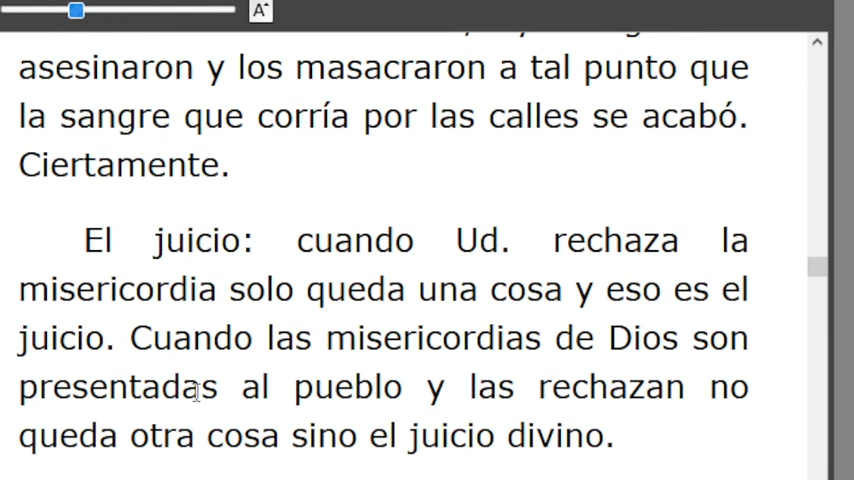 A
asesinaron y los masacraron a tal punto que
la sangre que corría por las calles se acabó.
Ciertamente.
El juicio: cuando Ud. rechaza la
misericordia solo queda una cosa y eso es el
juicio. Cuando las misericordias de Dios son
presentadas al pueblo y las rechazan no
queda otra cosa sino el juicio divino.